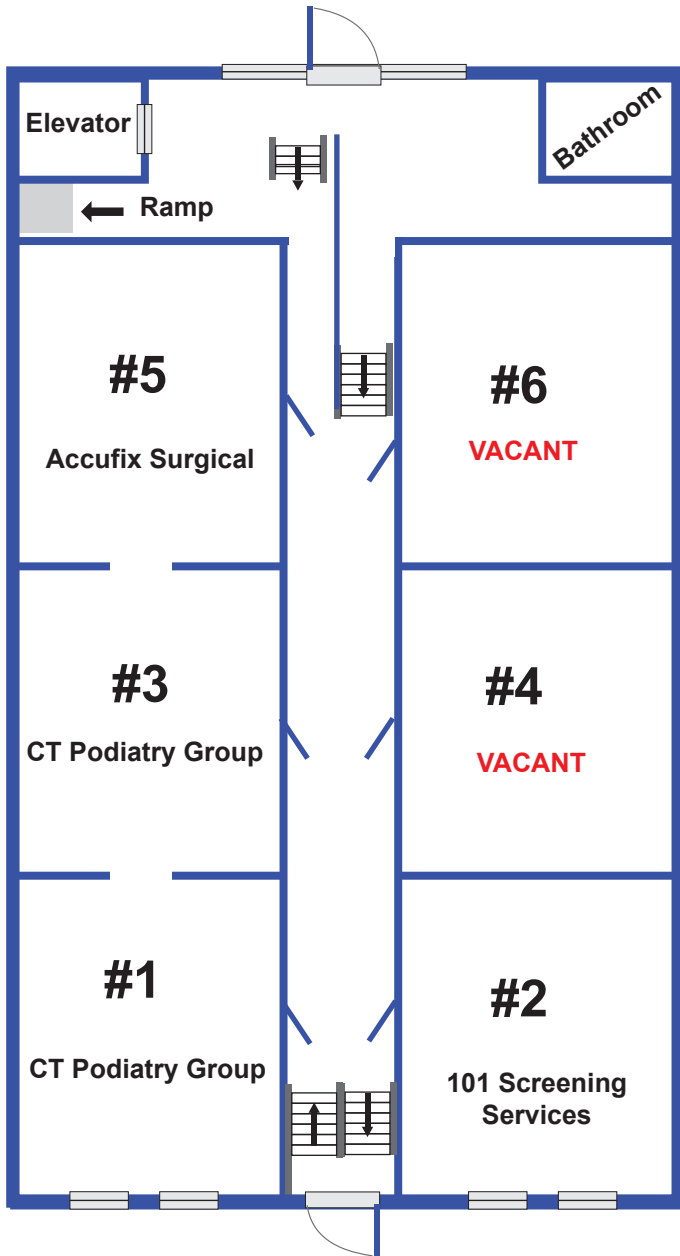 Elevator
Bathroom
Ramp
#5
Accufix Surgical
#6
VACANT
#3
CT Podiatry Group
#4
VACANT
#1
CT Podiatry Group
#2
101 Screening
Services